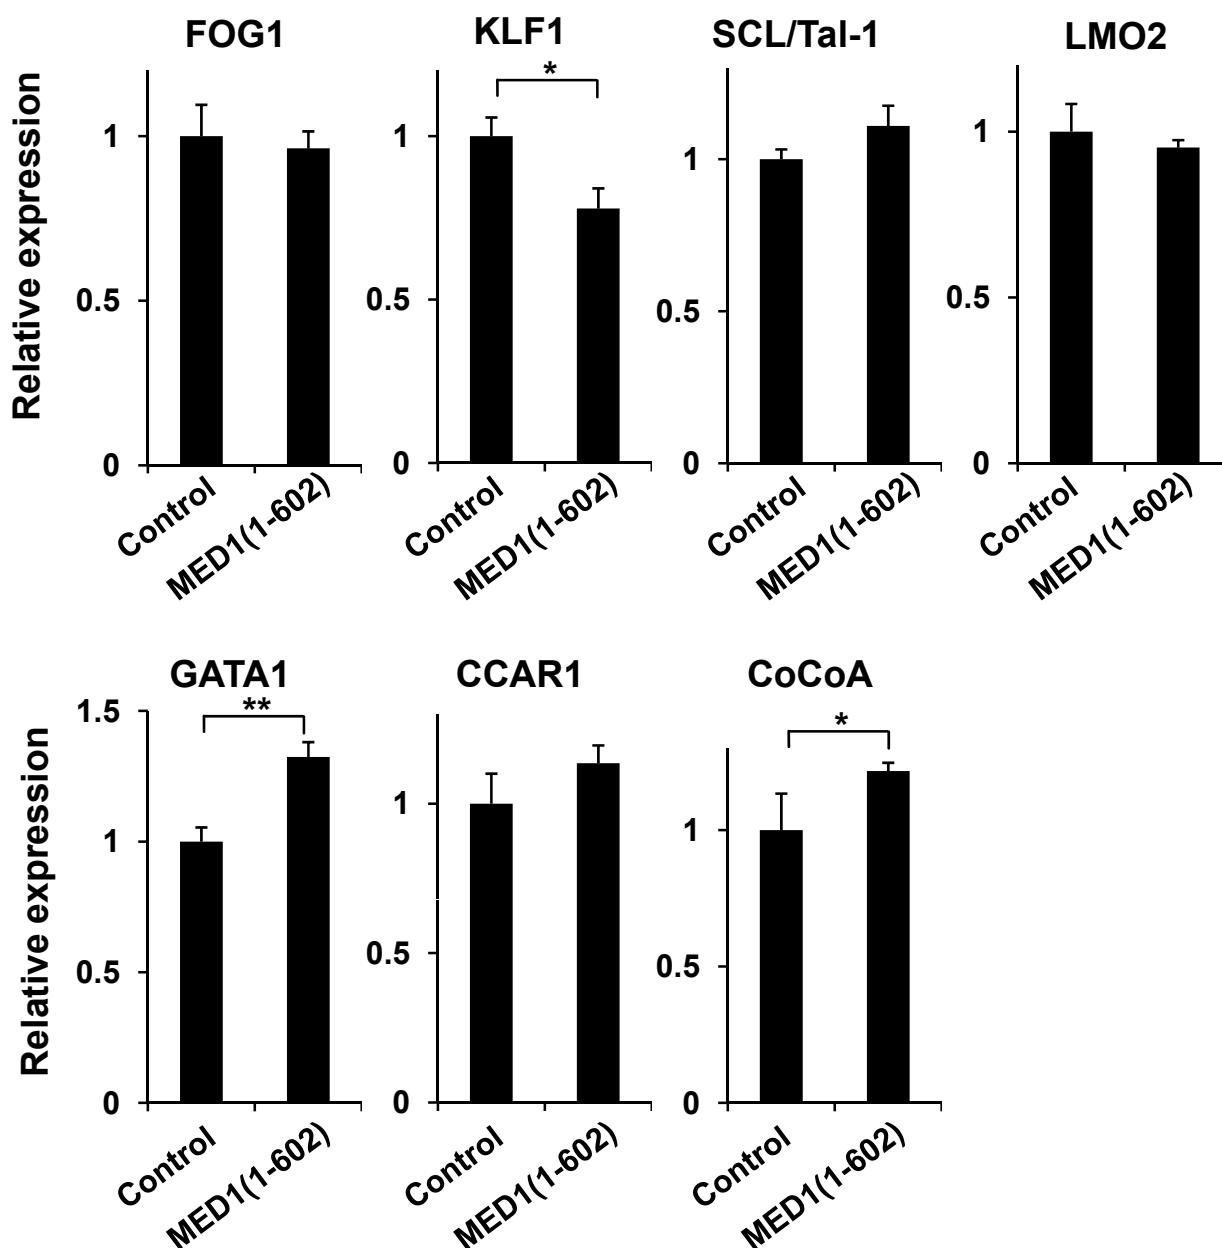 FOG1
KLF1
SCL/Tal-1
LMO2
Relative expression
1
0.5
0
Control
MED1(1-602)
*
1
0.5
0
Control
MED1(1-602)
1
0.5
0
Control
MED1(1-602)
1
0.5
0
Control
MED1(1-602)
GATA1
CCAR1
CoCoA
Relative expression
**
1.5
1
0.5
0
Control
MED1(1-602)
1
0.5
0
Control
MED1(1-602)
*
1
0.5
0
Control
MED1(1-602)